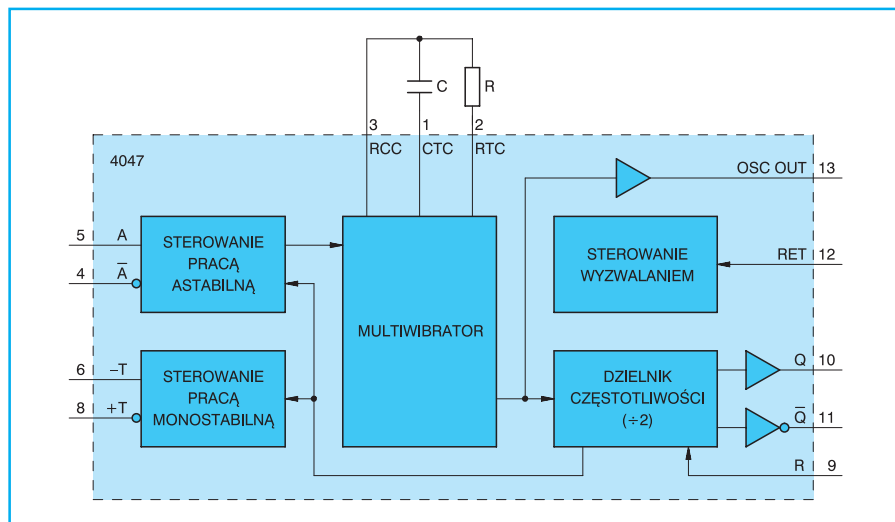 C
R
3
1
2
4047
RCC
CTC
RTC
OSC OUT
13
5
A
4
A̅
STEROWANIE
PRACĄ
ASTABILNĄ
STEROWANIE
WYZWALANIEM
RET
12
MULTIWIBRATOR
6
–T
8
+T
STEROWANIE
PRACĄ
MONOSTABILNĄ
DZIELNIK
CZĘSTOTLIWOŚCI
(÷2)
Q
10
Q̅
11
R
9